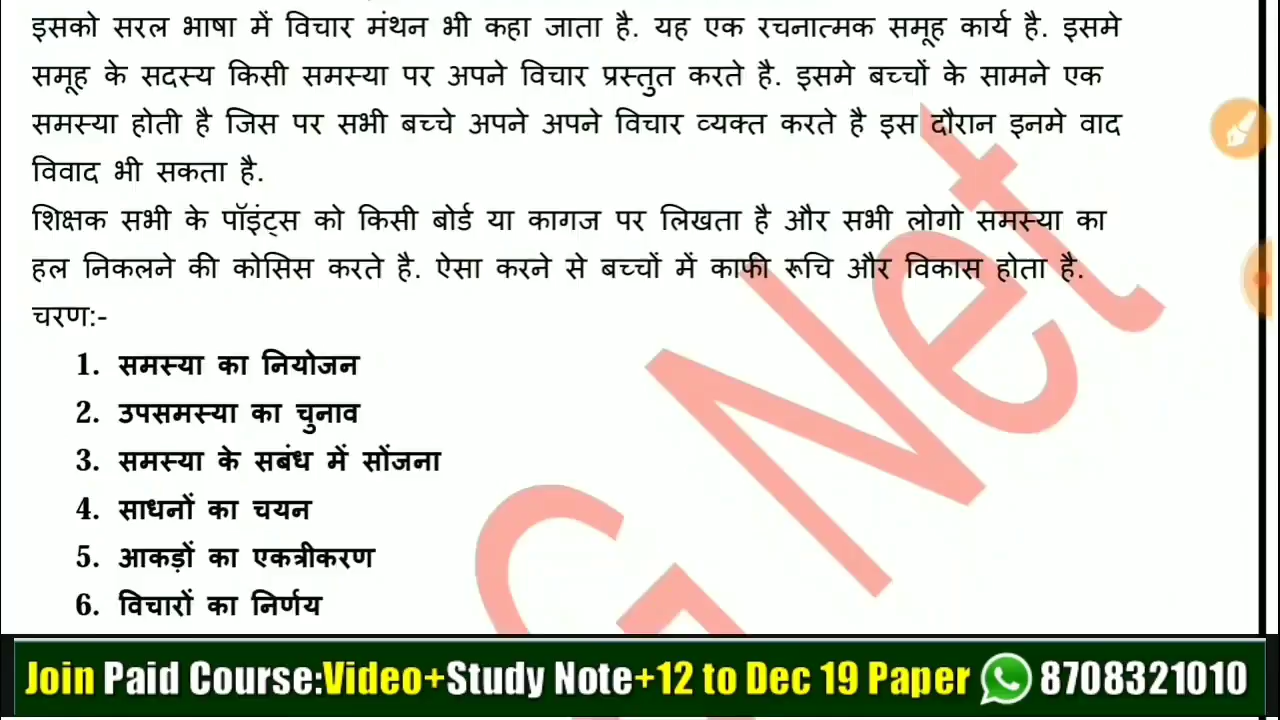 इसको सरल भाषा में विचार मंथन भी कहा जाता है. यह एक रचनात्मक समूह कार्य है. इसमे
समूह के सदस्य किसी समस्या पर अपने विचार प्रस्तुत करते है. इसमे बच्चों के सामने एक
समस्या होती है जिस पर सभी बच्चे अपने अपने विचार व्यक्त करते है इस दौरान इनमे वाद
विवाद भी सकता है.
शिक्षक सभी के पॉइंट्स को किसी बोर्ड या कागज पर लिखता है और सभी लोगो समस्या का
हल निकलने की कोसिस करते है. ऐसा करने से बच्चों में काफी रूचि और विकास होता है.
चरण:-
1. समस्या का नियोजन
2. उपसमस्या का चुनाव
3. समस्या के सबंध में सोंजना
4. साधनों का चयन
5. आकड़ों का एकत्रीकरण
6. विचारों का निर्णय
G Net
Join Paid Course:Video+Study Note+12 to Dec 19 Paper 8708321010